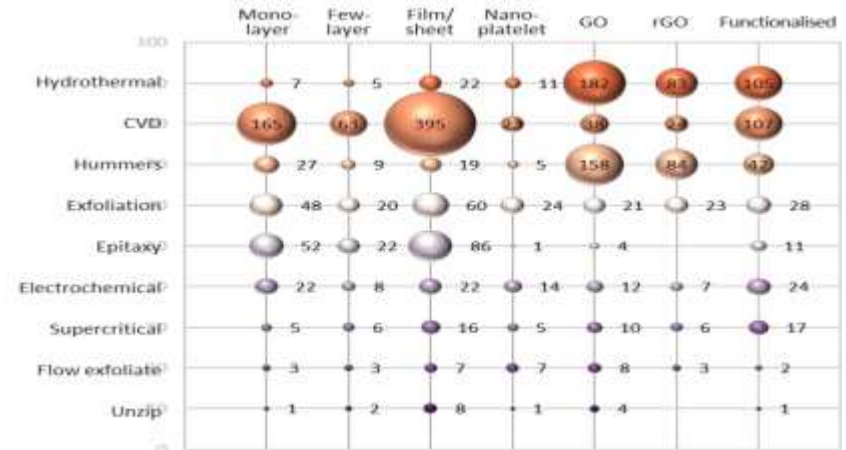 Mono-layer Few-layer Film/sheet Nano-platelet GO rGO Functionalised
100
Hydrothermal 7 5 22 11 182 83 105
CVD 165 63 395 107
Hummers 27 9 19 5 158 84 42
Exfoliation 48 20 60 24 21 23 28
Epitaxy 52 22 86 1 4 11
Electrochemical 22 8 22 14 12 7 24
Supercritical 5 6 16 5 10 6 17
Flow exfoliate 3 3 7 7 8 3 2
Unzip 1 2 8 1 4 1